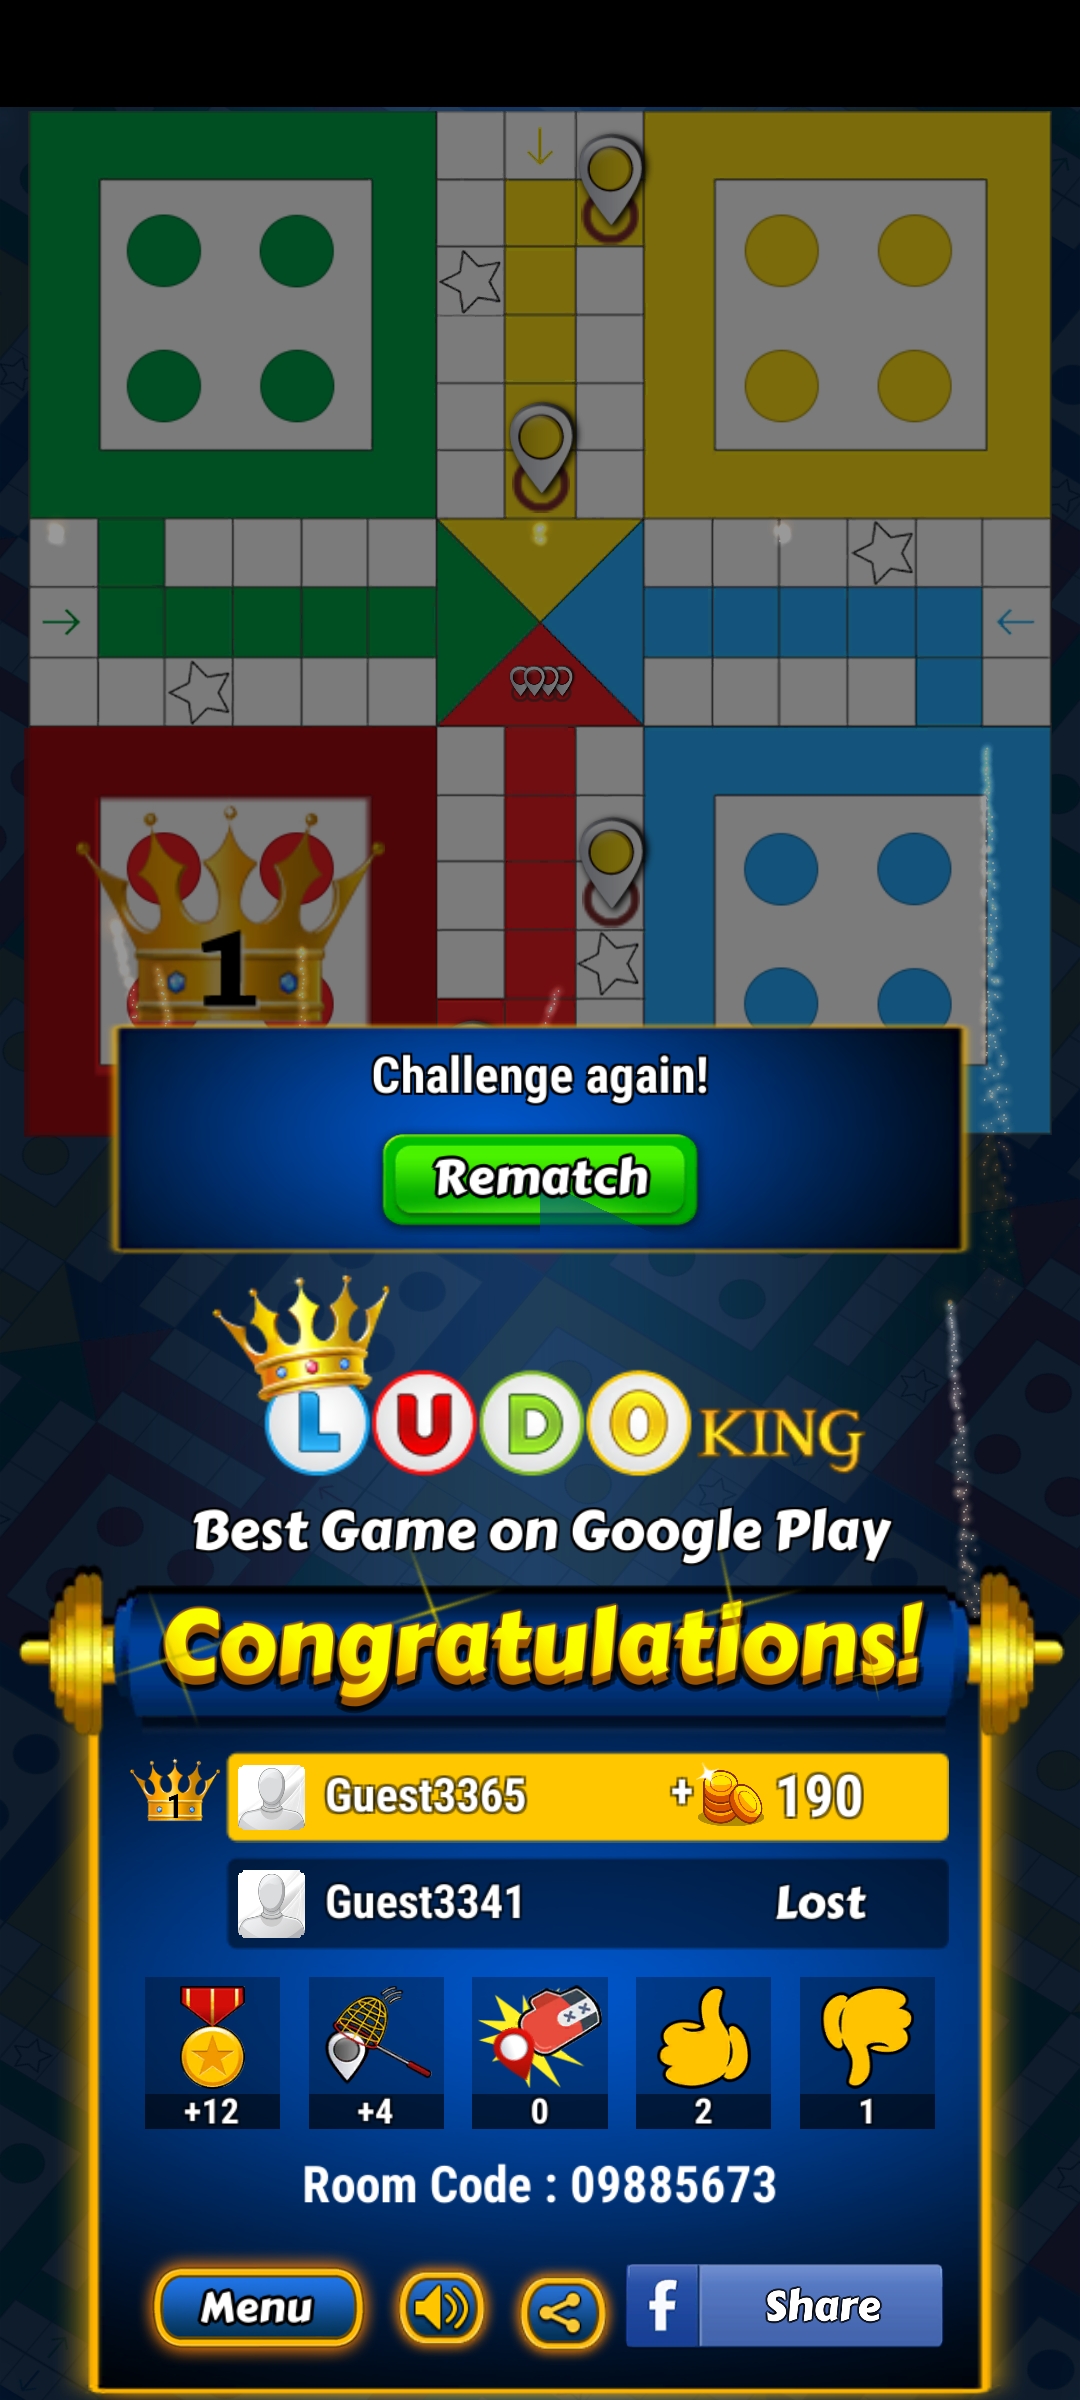 1
Challenge again!
Rematch
LUDO KING
Best Game on Google Play
Congratulations!
1 Guest3365 + 190
Guest3341 Lost
+12 +4 0 2 1
Room Code : 09885673
Menu f Share